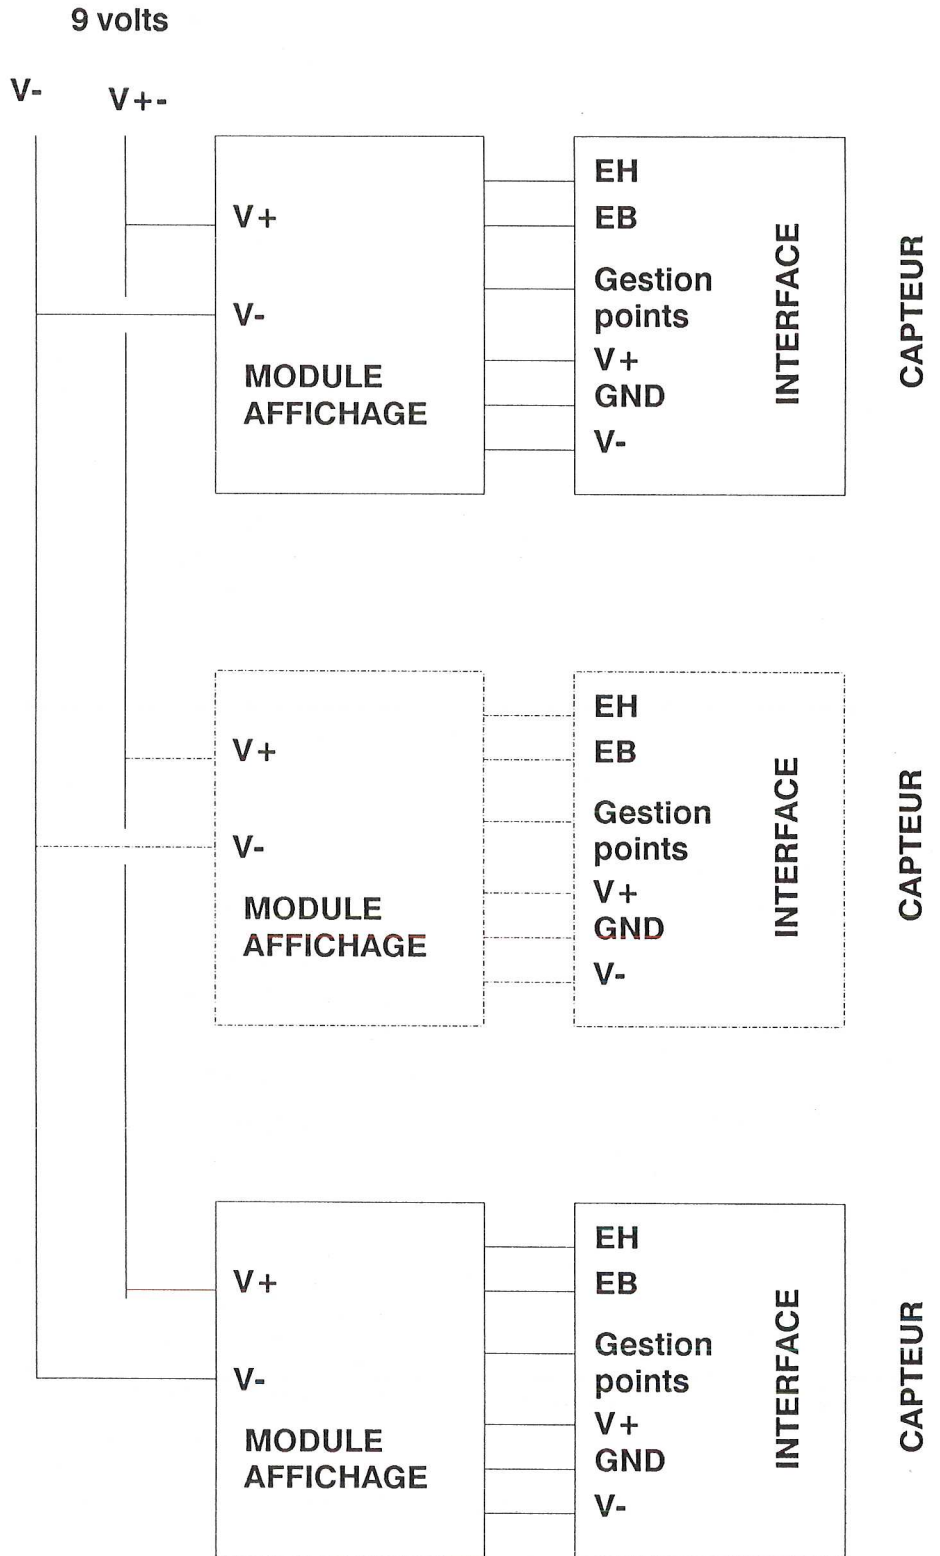 9 volts
V-
V+-
V+
V-
MODULE
AFFICHAGE
EH
EB
Gestion
points
V+
GND
V-
INTERFACE
CAPTEUR
V+
V-
MODULE
AFFICHAGE
EH
EB
Gestion
points
V+
GND
V-
INTERFACE
CAPTEUR
V+
V-
MODULE
AFFICHAGE
EH
EB
Gestion
points
V+
GND
V-
INTERFACE
CAPTEUR